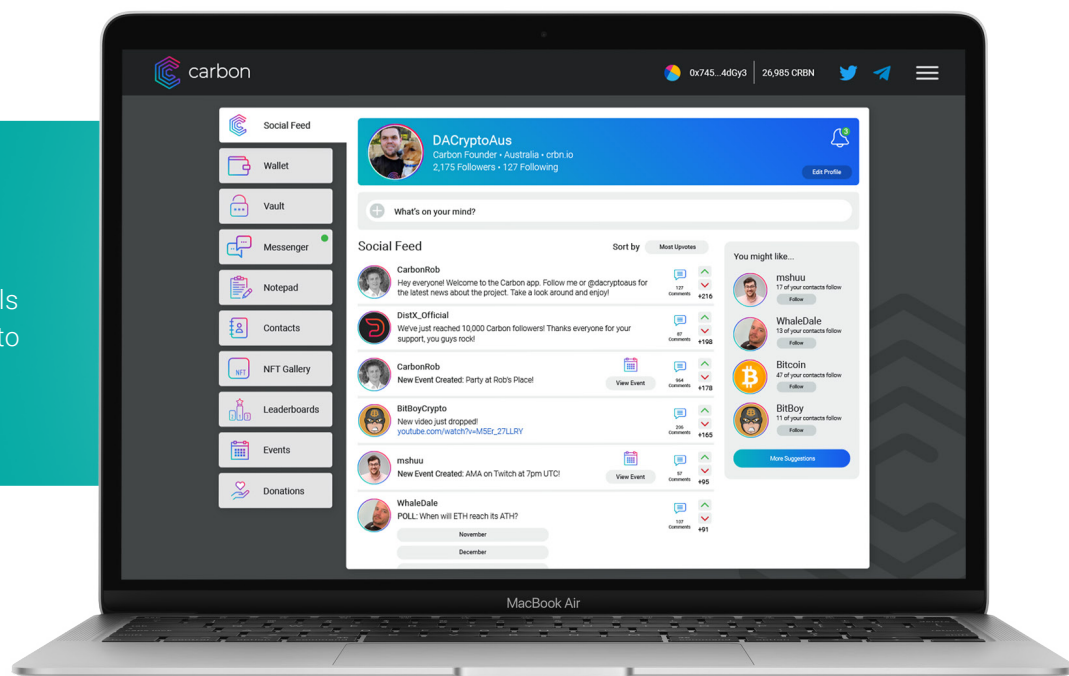 carbon
0x745...4dGy3
26,985 CRBN
ls
to
Social Feed
Wallet
Vault
Messenger
Notepad
Contacts
NFT
NFT Gallery
Leaderboards
Events
Donations
DACryptoAus
Carbon Founder • Australia • crbn.io
2,175 Followers • 127 Following
3
Edit Profile
What's on your mind?
Social Feed
Sort by
Most Upvotes
CarbonRob
Hey everyone! Welcome to the Carbon app. Follow me or @dacryptoaus for
the latest news about the project. Take a look around and enjoy!
127
Comments
+216
DistX_Official
We've just reached 10,000 Carbon followers! Thanks everyone for your
support, you guys rock!
97
Comments
+198
CarbonRob
New Event Created: Party at Rob's Place!
View Event
564
Comments
+178
BitBoyCrypto
New video just dropped!
youtube.com/watch?v=M5Er_27LLRY
206
Comments
+165
mshuu
New Event Created: AMA on Twitch at 7pm UTC!
View Event
57
Comments
+95
WhaleDale
POLL: When will ETH reach its ATH?
November
December
107
Comments
+91
You might like...
mshuu
17 of your contacts follow
Follow
WhaleDale
13 of your contacts follow
Follow
Bitcoin
47 of your contacts follow
Follow
BitBoy
11 of your contacts follow
Follow
More Suggestions
MacBook Air